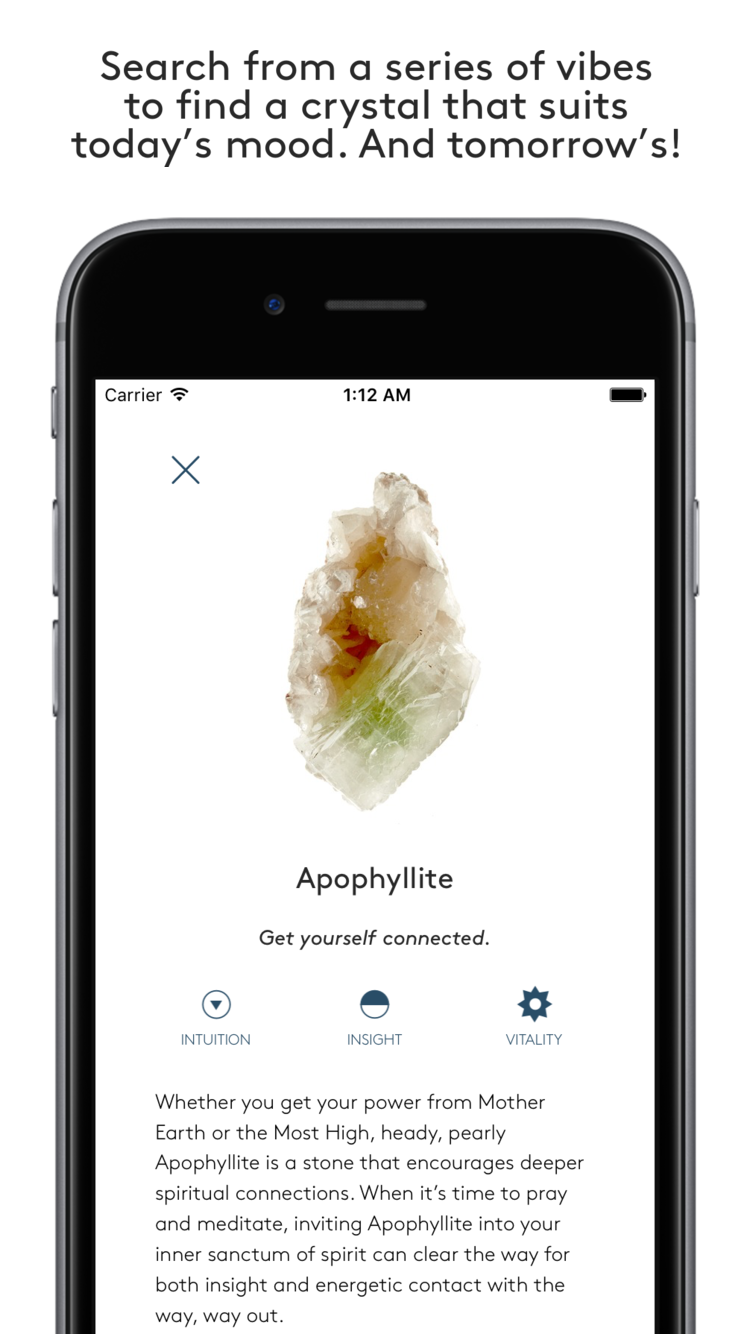 Search from a series of vibes
to find a crystal that suits
today’s mood. And tomorrow’s!
Carrier 1:12 AM
Apophyllite
Get yourself connected.
INTUITION INSIGHT VITALITY
Whether you get your power from Mother
Earth or the Most High, heady, pearly
Apophyllite is a stone that encourages deeper
spiritual connections. When it’s time to pray
and meditate, inviting Apophyllite into your
inner sanctum of spirit can clear the way for
both insight and energetic contact with the
way, way out.